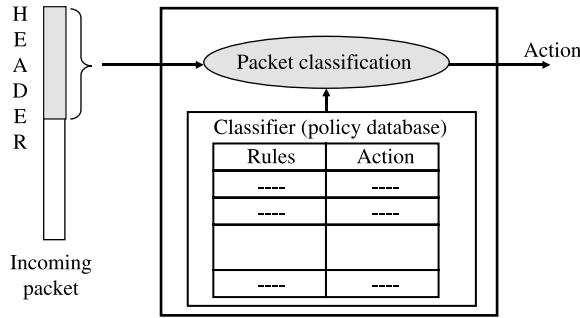 H
E
A
D
E
R
Incoming
packet
Packet classification
Action
Classifier (policy database)
Rules Action
---- ----
---- ----
---- ----